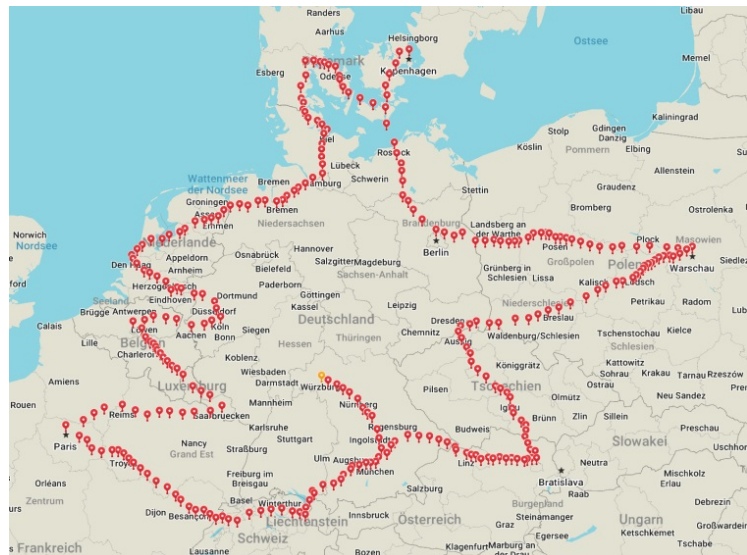 Randers
Libau
Aarhus
Helsingborg
Ostsee
Esberg
Odense
Kopenhagen
Memel
Kiel
Kaliningrad
Stolp
Gdingen
Danzig
Rostock
Köslin
Elbing
Wattenmeer
der Nordsee
Lübeck
Pommern
Schwerin
Allenstein
Bremen
Hamburg
Stettin
Graudenz
Groningen
Emmen
Bremen
Bromberg
Ostrolenka
Norwich
Nordsee
Niedersachsen
Brandenburg
Landsberg an
der Warthe
Plock
Masowien
Niederlande
Hannover
Berlin
Posen
Den Haag
Appeldorn
Osnabrück
Salzgitter
Magdeburg
Großpolen
Polen
Siedlez
Arnheim
Bielefeld
Sachsen-Anhalt
Grünberg in
Schlesien
Lissa
Warschau
Herzogenbusch
Paderborn
Kalisch
Lodsch
Seeland
Eindhoven
Dortmund
Göttingen
Niederschlesien
Petrikau
Radom
Brügge
Antwerpen
Düsseldorf
Kassel
Leipzig
Calais
Löwen
Köln
Deutschland
Dresden
Breslau
Lille
Belgien
Aachen
Bonn
Siegen
Chemnitz
Aussig
Waldenburg/Schlesien
Tschenstochau
Kielce
Charleroi
Hessen
Thüringen
Schlesien
Koblenz
Königgrätz
Kattowitz
Amiens
Luxemburg
Wiesbaden
Pilsen
Tschechien
Sohrau
Krakau
Tarnau
Rzeszów
Darmstadt
Würzburg
Ostrau
Rouen
Reims
Saarbrücken
Mannheim
Nürnberg
Iglau
Olmütz
Neu Sandez
Karlsruhe
Regensburg
Budweis
Brünn
Zlin
Sillein
Preschau
Paris
Nancy
Stuttgart
Ingolstadt
Slowakei
Troyes
Grand Est
Straßburg
Ulm
Augsburg
Linz
Neutra
Orléans
Freiburg im
Breisgau
München
Mischkolz
Salzburg
Bratislava
Erlau
Zentrum
Dijon
Besançon
Basel
Winterthur
Raab
Burgenland
Debrezin
Liechtenstein
Innsbruck
Österreich
Steinamanger
Großwardein
Lausanne
Schweiz
Graz
Ungarn
Frankreich
Bozen
Klagenfurt
Marburg an
der Drau
Egersee
Ketschkemet